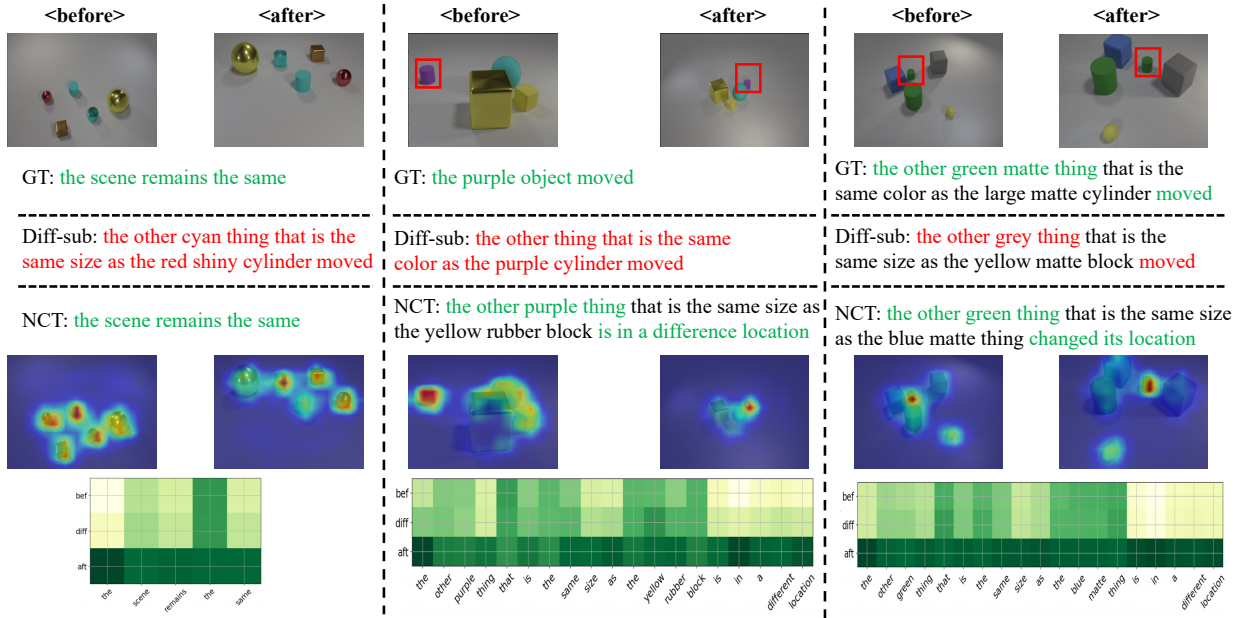 <before>
<after>
GT: the scene remains the same
Diff-sub: the other cyan thing that is the
same size as the red shiny cylinder moved
NCT: the scene remains the same
bef
diff
aft
the
scene
remains
the
same
<before>
<after>
GT: the purple object moved
Diff-sub: the other thing that is the same
color as the purple cylinder moved
NCT: the other purple thing that is the same size as
the yellow rubber block is in a difference location
bef
diff
aft
the
other
purple
thing
that
is
the
same
size
as
the
yellow
rubber
block
is
in
a
different
location
<before>
<after>
GT: the other green matte thing that is the
same color as the large matte cylinder moved
Diff-sub: the other grey thing that is the
same size as the yellow matte block moved
NCT: the other green thing that is the same size
as the blue matte thing changed its location
bef
diff
aft
the
other
green
thing
that
is
the
same
size
as
the
blue
matte
thing
is
in
a
different
location